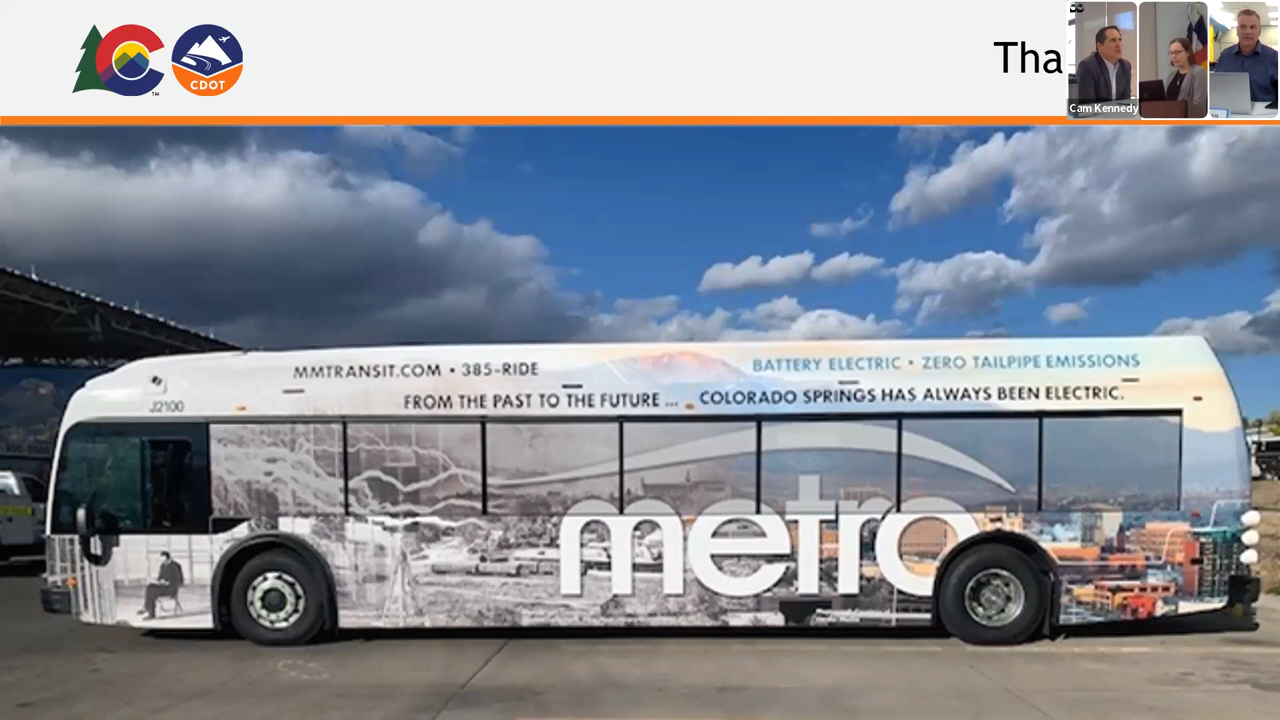 CDOT
TM
Tha
Cam Kennedy
MMTRANSIT.COM • 385-RIDE
BATTERY ELECTRIC • ZERO TAILPIPE EMISSIONS
J2100
FROM THE PAST TO THE FUTURE ... COLORADO SPRINGS HAS ALWAYS BEEN ELECTRIC.
metro